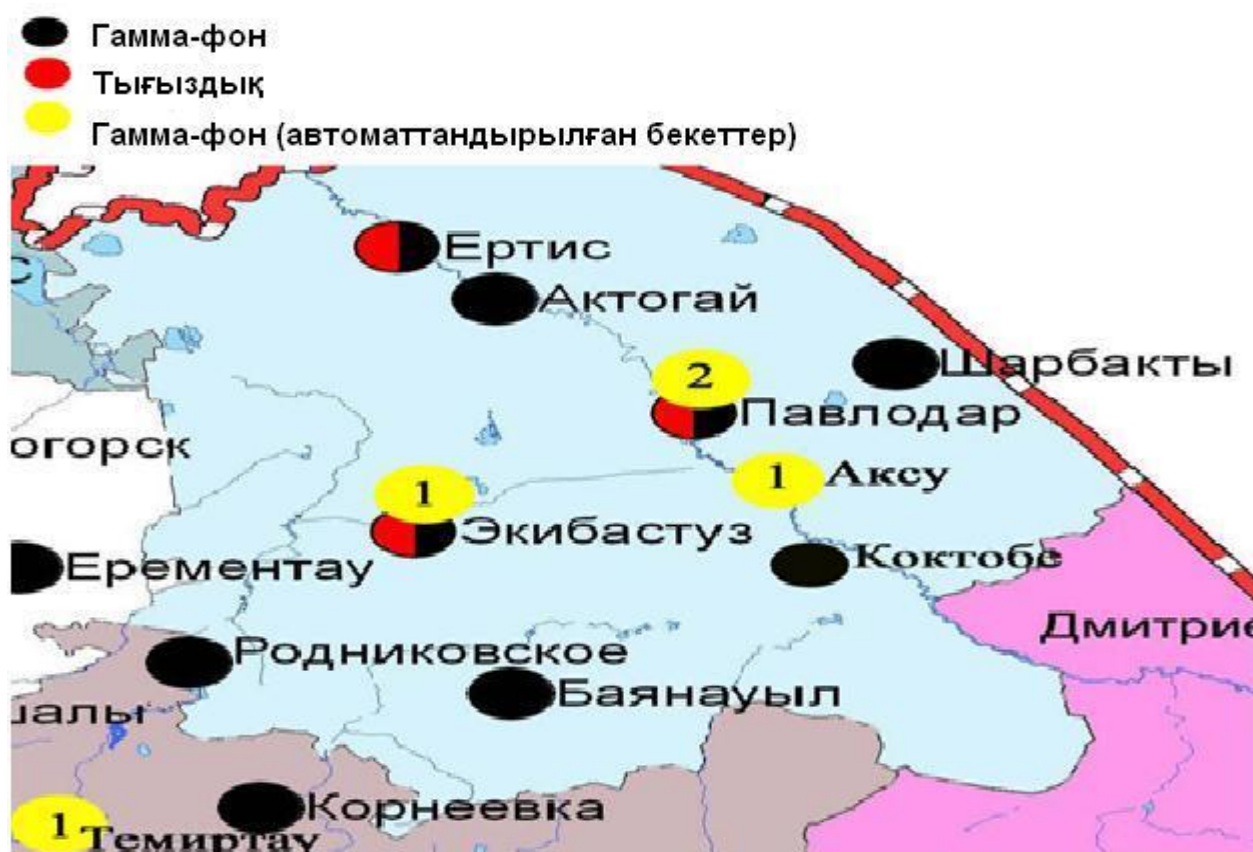 Гамма-фон
Тығыздық
Гамма-фон (автоматтандырылған бекеттер)
С
Ертис
Актогай
Шарбакты
2
Павлодар
огорск
1
Аксу
1
Экибастуз
Коктобе
Ерементау
Дмитрие
Родниковское
Баянауыл
шалы
Корнеевка
1
Темиртау